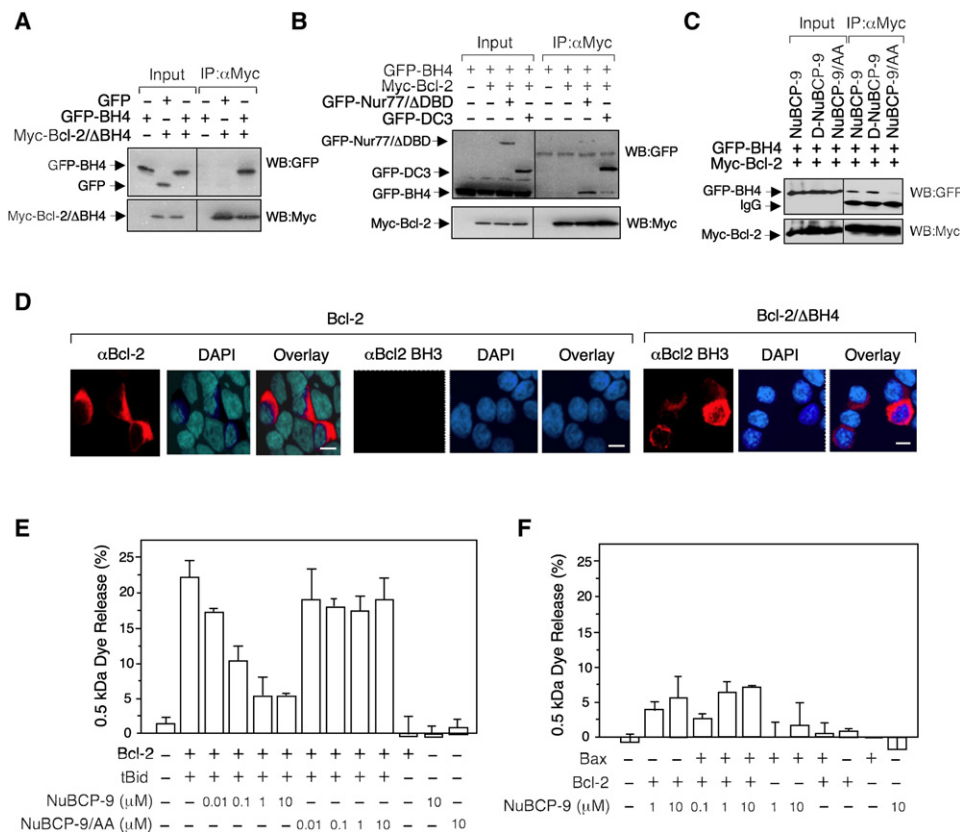 A
Input IP:αMyc
GFP – + – – + –
GFP-BH4 + – + + – +
Myc-Bcl-2/ΔBH4 – + + – + +
GFP-BH4
GFP
WB:GFP
Myc-Bcl-2/ΔBH4
WB:Myc
B
Input IP:αMyc
GFP-BH4 + + + + + + + +
Myc-Bcl-2 – + + + – + + +
GFP-Nur77/ΔDBD – – + – – – + –
GFP-DC3 – – – + – – – +
GFP-Nur77/ΔDBD
WB:GFP
GFP-DC3
GFP-BH4
Myc-Bcl-2
WB:Myc
C
Input IP:αMyc
NuBCP-9 D-NuBCP-9 NuBCP-9/AA NuBCP-9 D-NuBCP-9 NuBCP-9/AA
GFP-BH4 + + + + + +
Myc-Bcl-2 + + + + + +
GFP-BH4
WB:GFP
IgG
Myc-Bcl-2
WB:Myc
D
Bcl-2 Bcl-2/ΔBH4
αBcl-2 DAPI Overlay αBcl2 BH3 DAPI Overlay αBcl2 BH3 DAPI Overlay
E
0.5 kDa Dye Release (%)
25
20
15
10
5
0
Bcl-2 – + + + + + + + + + + – –
tBid – + + + + + + + + + – – –
NuBCP-9 (μM) – – 0.01 0.1 1 10 – – – – – 10 –
NuBCP-9/AA (μM) – – – – – – 0.01 0.1 1 10 – – 10
F
0.5 kDa Dye Release (%)
25
20
15
10
5
0
Bax – – – + + + + + + – + –
Bcl-2 – + + + + + – – + + – –
NuBCP-9 (μM) – 1 10 0.1 1 10 1 10 – – – 10